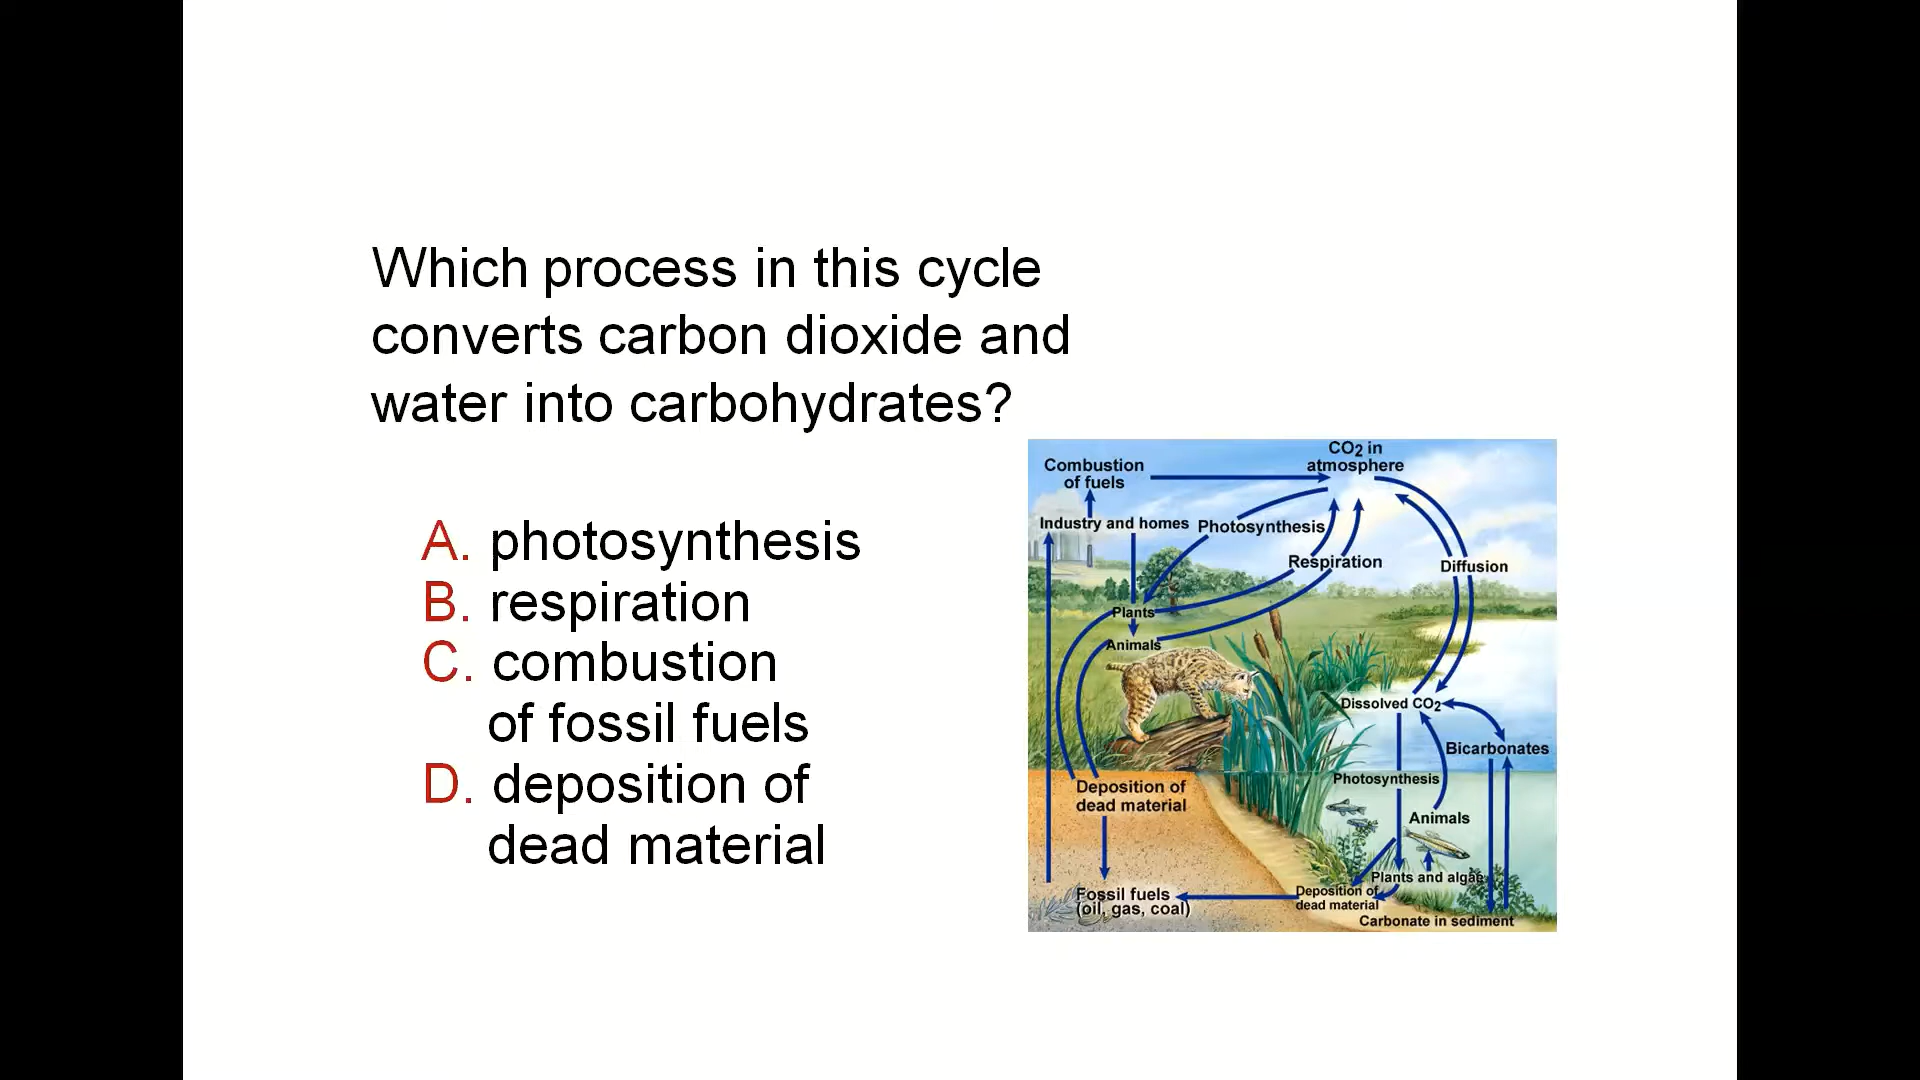 Which process in this cycle
converts carbon dioxide and
water into carbohydrates?
A. photosynthesis
B. respiration
C. combustion
of fossil fuels
D. deposition of
dead material
CO2 in
atmosphere
Combustion
of fuels
Industry and homes
Photosynthesis
Respiration
Diffusion
Plants
Animals
Dissolved CO2
Bicarbonates
Photosynthesis
Deposition of
dead material
Animals
Plants and algae
Fossil fuels
(oil, gas, coal)
Deposition of
dead material
Carbonate in sediment